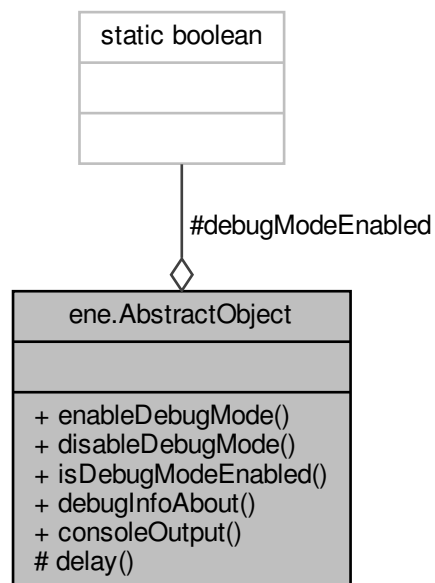 static boolean
#debugModeEnabled
ene.AbstractObject
+ enableDebugMode()
+ disableDebugMode()
+ isDebugModeEnabled()
+ debugInfoAbout()
+ consoleOutput()
# delay()